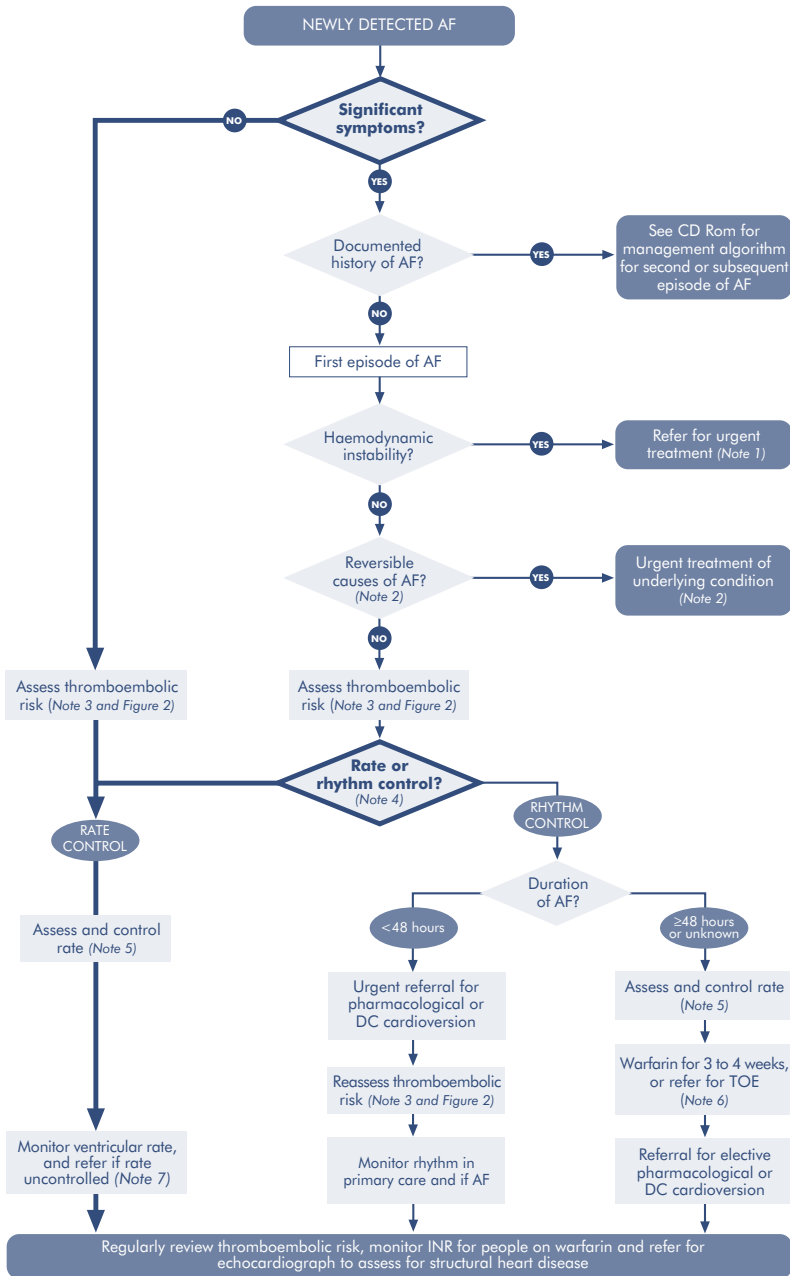 NEWLY DETECTED AF
Significant
symptoms?
NO
YES
Documented
history of AF?
YES
See CD Rom for
management algorithm
for second or subsequent
episode of AF
NO
First episode of AF
Haemodynamic
instability?
YES
Refer for urgent
treatment (Note 1)
NO
Reversible
causes of AF?
(Note 2)
YES
Urgent treatment of
underlying condition
(Note 2)
NO
Assess thromboembolic
risk (Note 3 and Figure 2)
Assess thromboembolic
risk (Note 3 and Figure 2)
Rate or
rhythm control?
(Note 4)
RATE
CONTROL
RHYTHM
CONTROL
Duration
of AF?
Assess and control
rate (Note 5)
<48 hours
≥48 hours
or unknown
Urgent referral for
pharmacological or
DC cardioversion
Assess and control rate
(Note 5)
Reassess thromboembolic
risk (Note 3 and Figure 2)
Warfarin for 3 to 4 weeks,
or refer for TOE
(Note 6)
Monitor ventricular rate,
and refer if rate
uncontrolled (Note 7)
Monitor rhythm in
primary care and if AF
Referral for elective
pharmacological or
DC cardioversion
Regularly review thromboembolic risk, monitor INR for people on warfarin and refer for
echocardiograph to assess for structural heart disease